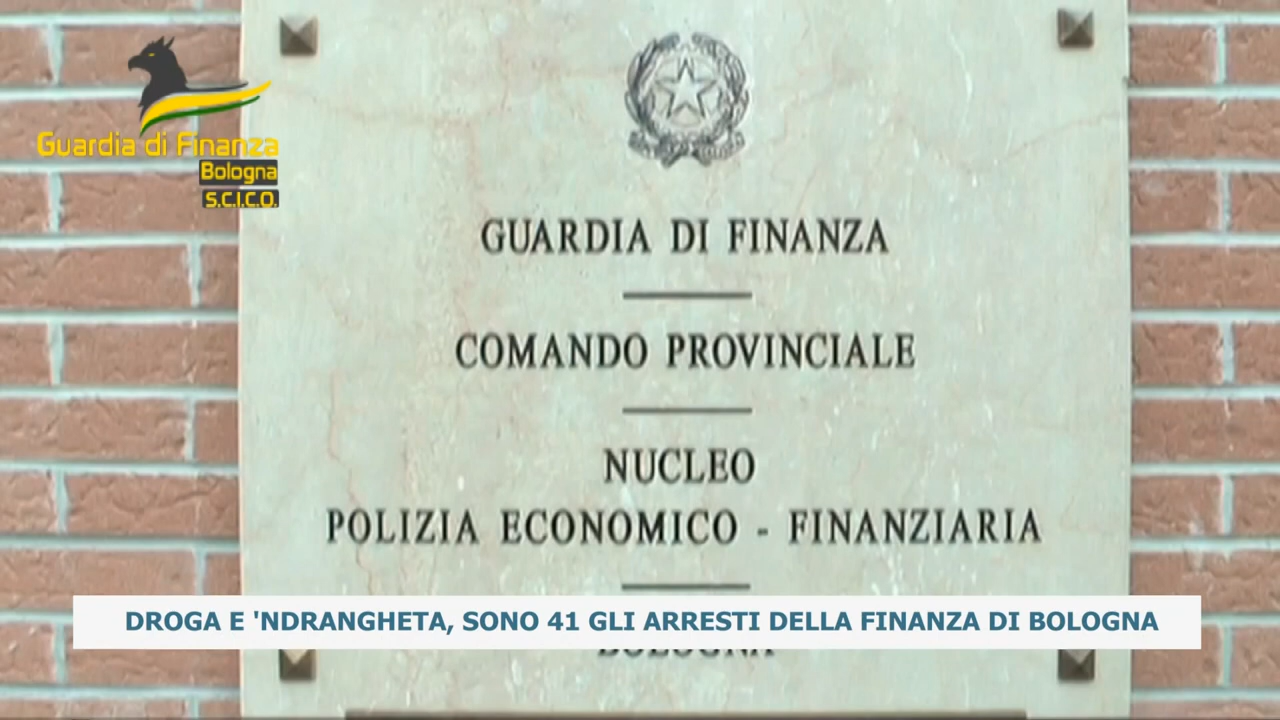 Guardia di Finanza
Bologna
S.C.I.C.O.
GUARDIA DI FINANZA
COMANDO PROVINCIALE
NUCLEO
POLIZIA ECONOMICO - FINANZIARIA
DROGA E 'NDRANGHETA, SONO 41 GLI ARRESTI DELLA FINANZA DI BOLOGNA
BOLOGNA